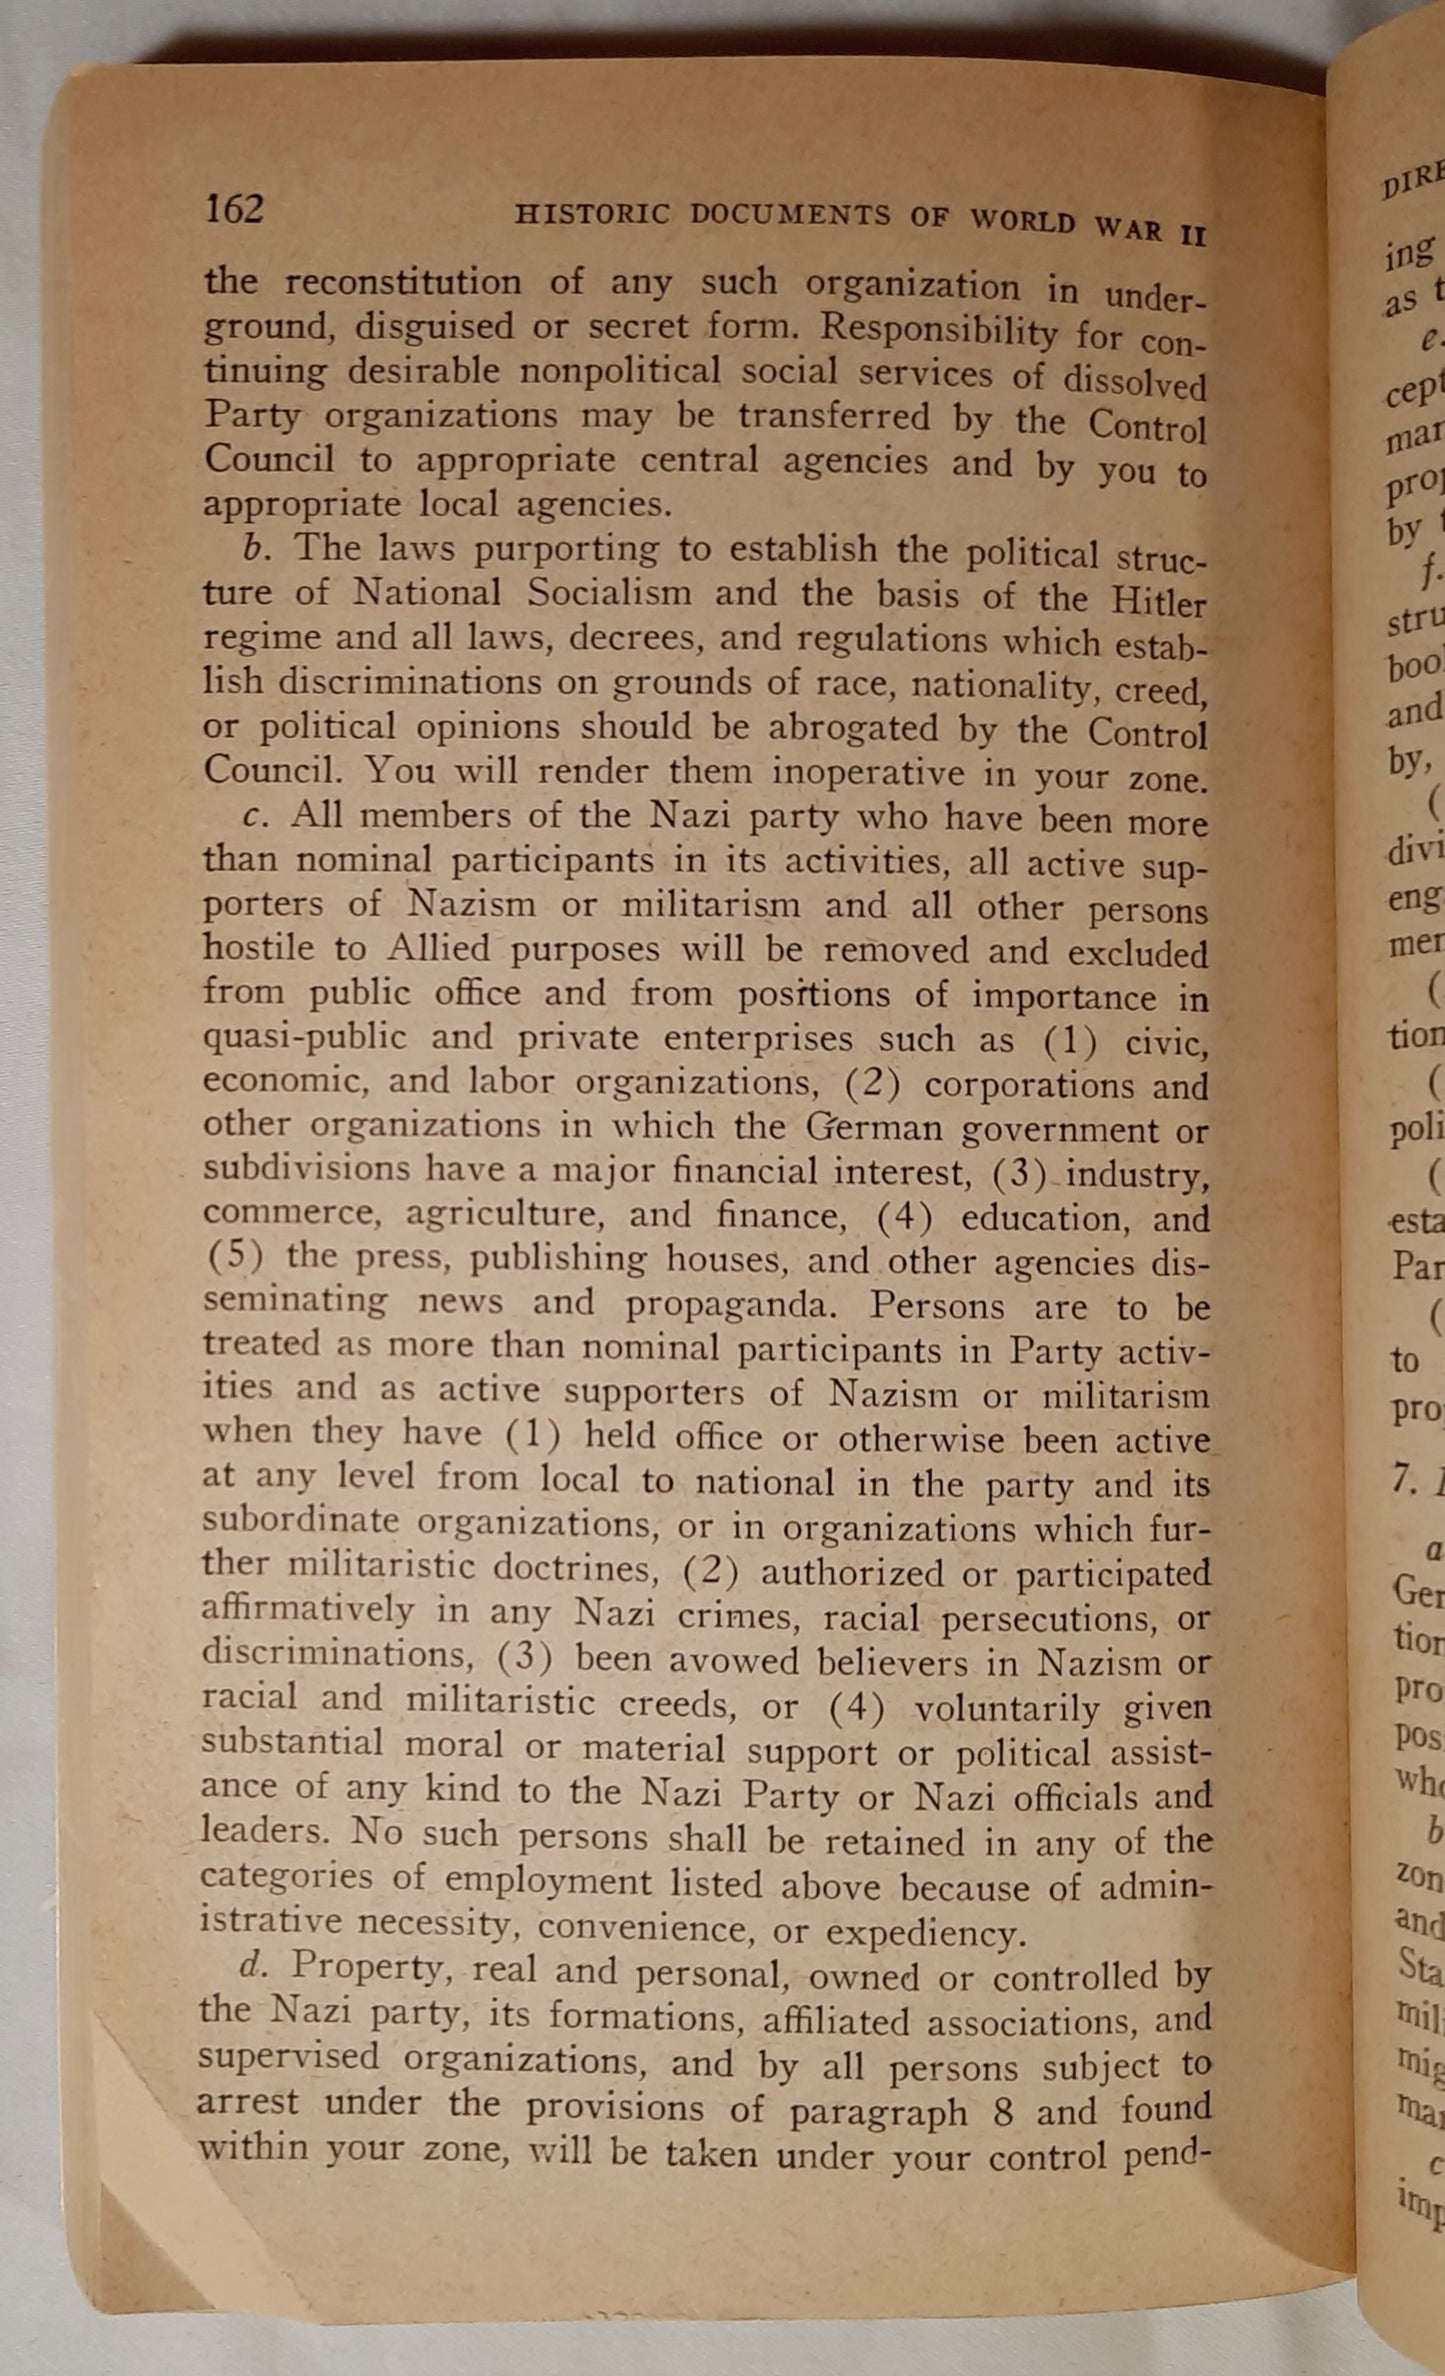 162 HISTORIC DOCUMENTS OF WORLD WAR II
the reconstitution of any such organization in under-
ground, disguised or secret form. Responsibility for con-
tinuing desirable nonpolitical social services of dissolved
Party organizations may be transferred by the Control
Council to appropriate central agencies and by you to
appropriate local agencies.
b. The laws purporting to establish the political struc-
ture of National Socialism and the basis of the Hitler
regime and all laws, decrees, and regulations which estab-
lish discriminations on grounds of race, nationality, creed,
or political opinions should be abrogated by the Control
Council. You will render them inoperative in your zone.
c. All members of the Nazi party who have been more
than nominal participants in its activities, all active sup-
porters of Nazism or militarism and all other persons
hostile to Allied purposes will be removed and excluded
from public office and from positions of importance in
quasi-public and private enterprises such as (1) civic,
economic, and labor organizations, (2) corporations and
other organizations in which the German government or
subdivisions have a major financial interest, (3) industry,
commerce, agriculture, and finance, (4) education, and
(5) the press, publishing houses, and other agencies dis-
seminating news and propaganda. Persons are to be
treated as more than nominal participants in Party activ-
ities and as active supporters of Nazism or militarism
when they have (1) held office or otherwise been active
at any level from local to national in the party and its
subordinate organizations, or in organizations which fur-
ther militaristic doctrines, (2) authorized or participated
affirmatively in any Nazi crimes, racial persecutions, or
discriminations, (3) been avowed believers in Nazism or
racial and militaristic creeds, or (4) voluntarily given
substantial moral or material support or political assist-
ance of any kind to the Nazi Party or Nazi officials and
leaders. No such persons shall be retained in any of the
categories of employment listed above because of admin-
istrative necessity, convenience, or expediency.
d. Property, real and personal, owned or controlled by
the Nazi party, its formations, affiliated associations, and
supervised organizations, and by all persons subject to
arrest under the provisions of paragraph 8 and found
within your zone, will be taken under your control pend-
ing
as
e.
by
f.
and
by,
(
(
(
(
(
to
7.
a
b
and
c